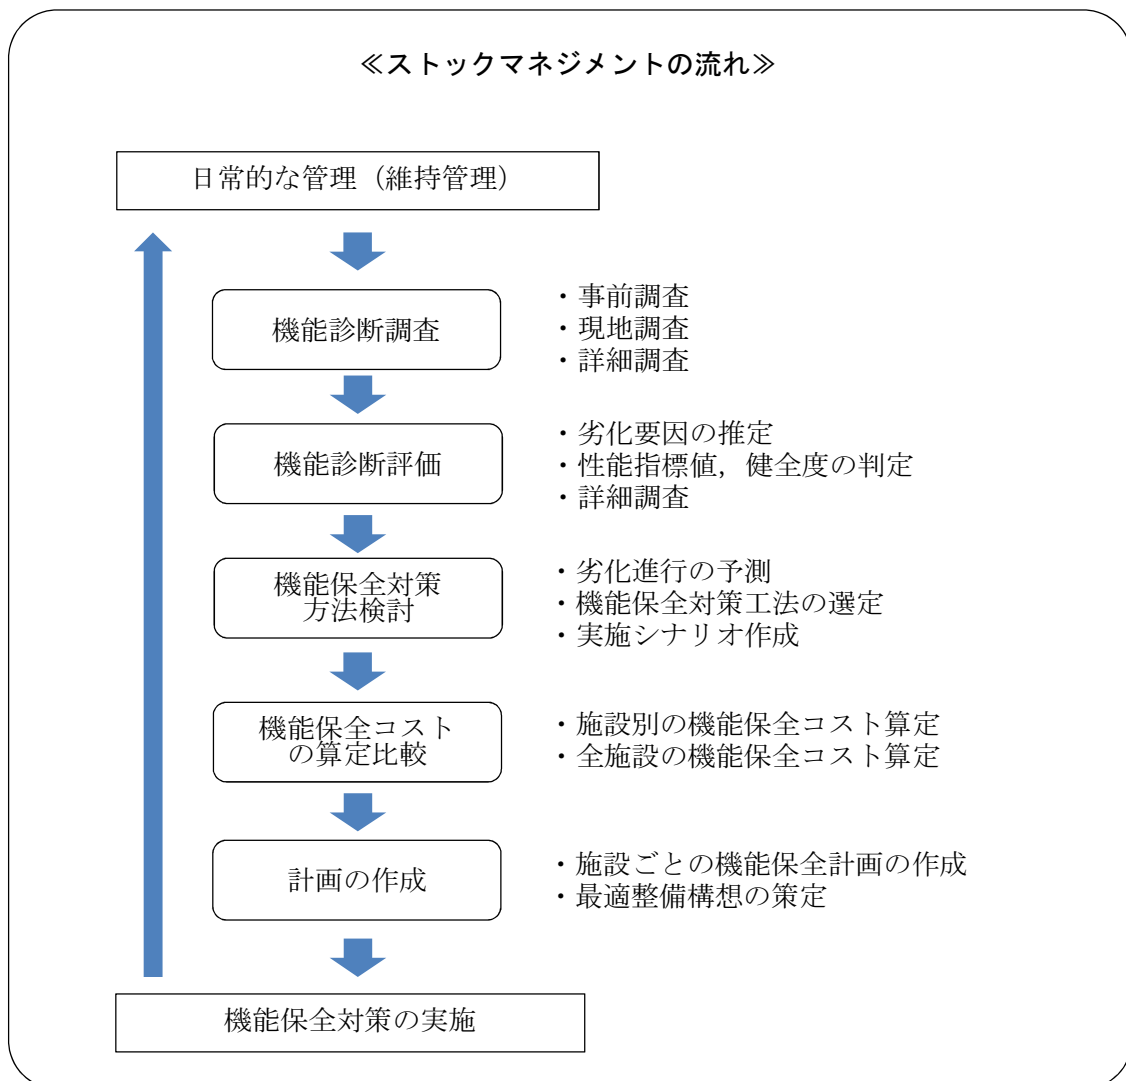 ≪ストックマネジメントの流れ≫
日常的な管理（維持管理）
機能診断調査
・事前調査
・現地調査
・詳細調査
機能診断評価
・劣化要因の推定
・性能指標値，健全度の判定
・詳細調査
機能保全対策
方法検討
・劣化進行の予測
・機能保全対策工法の選定
・実施シナリオ作成
機能保全コスト
の算定比較
・施設別の機能保全コスト算定
・全施設の機能保全コスト算定
計画の作成
・施設ごとの機能保全計画の作成
・最適整備構想の策定
機能保全対策の実施